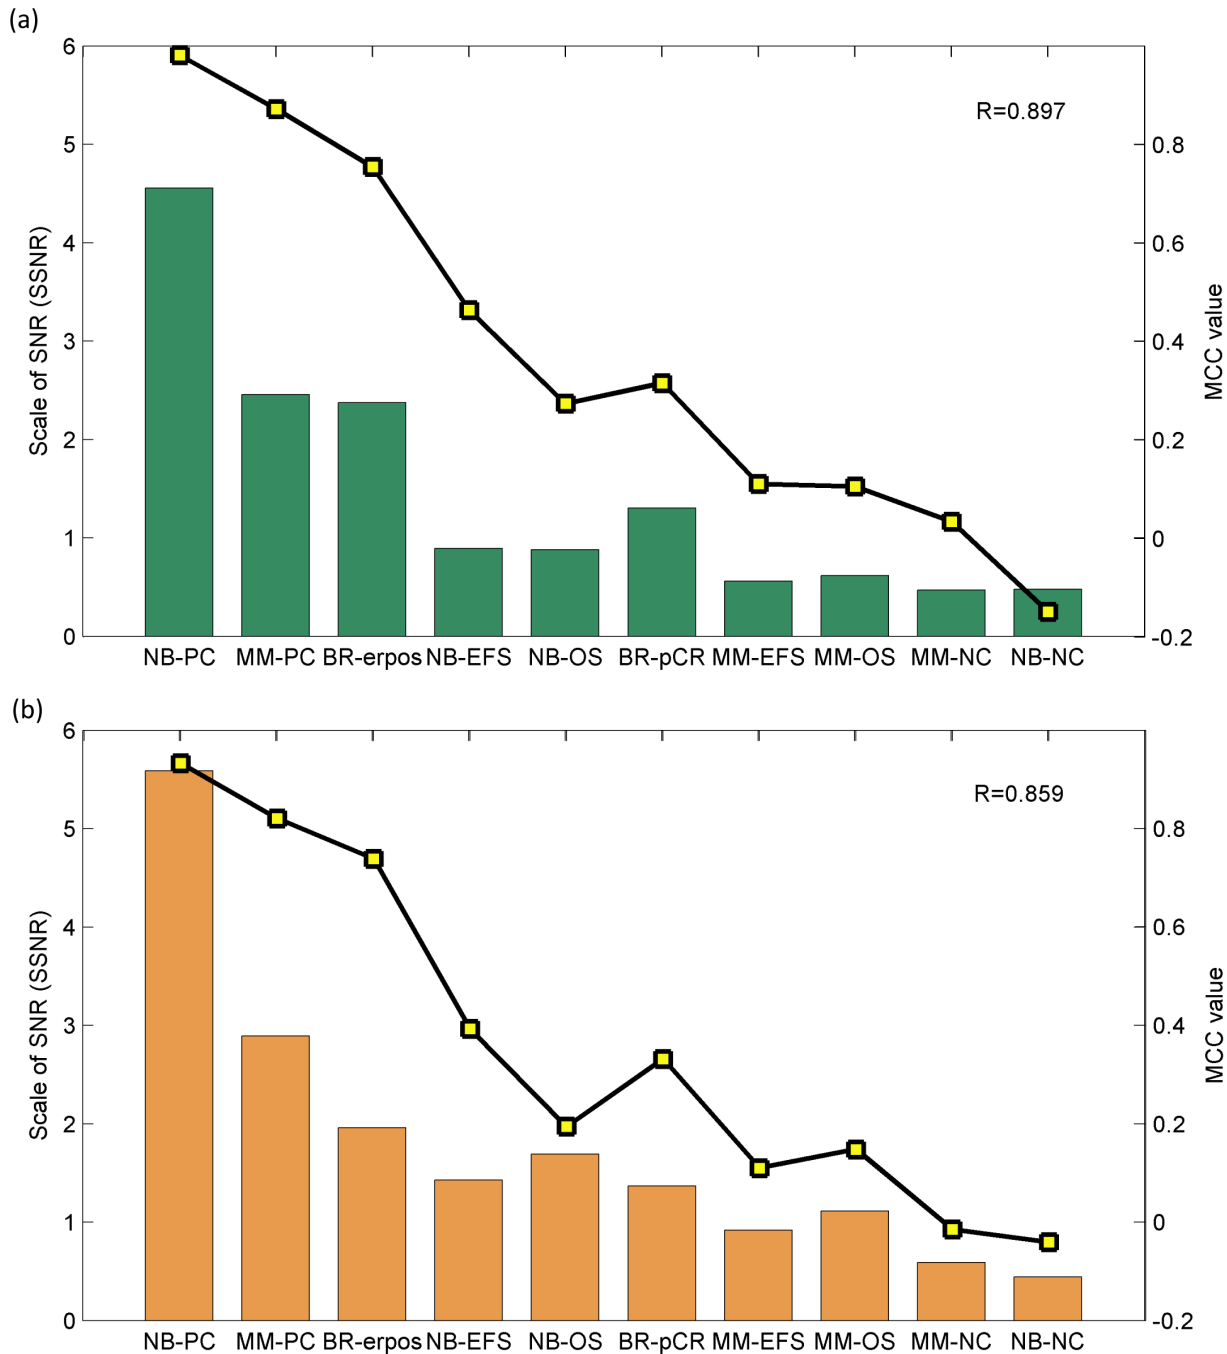 (a)
6
5
4
3
2
1
0
Scale of SNR (SSNR)
R=0.897
0.8
0.6
0.4
0.2
0
-0.2
MCC value
NB-PC MM-PC BR-erpos NB-EFS NB-OS BR-pCR MM-EFS MM-OS MM-NC NB-NC
(b)
6
5
4
3
2
1
0
Scale of SNR (SSNR)
R=0.859
0.8
0.6
0.4
0.2
0
-0.2
MCC value
NB-PC MM-PC BR-erpos NB-EFS NB-OS BR-pCR MM-EFS MM-OS MM-NC NB-NC